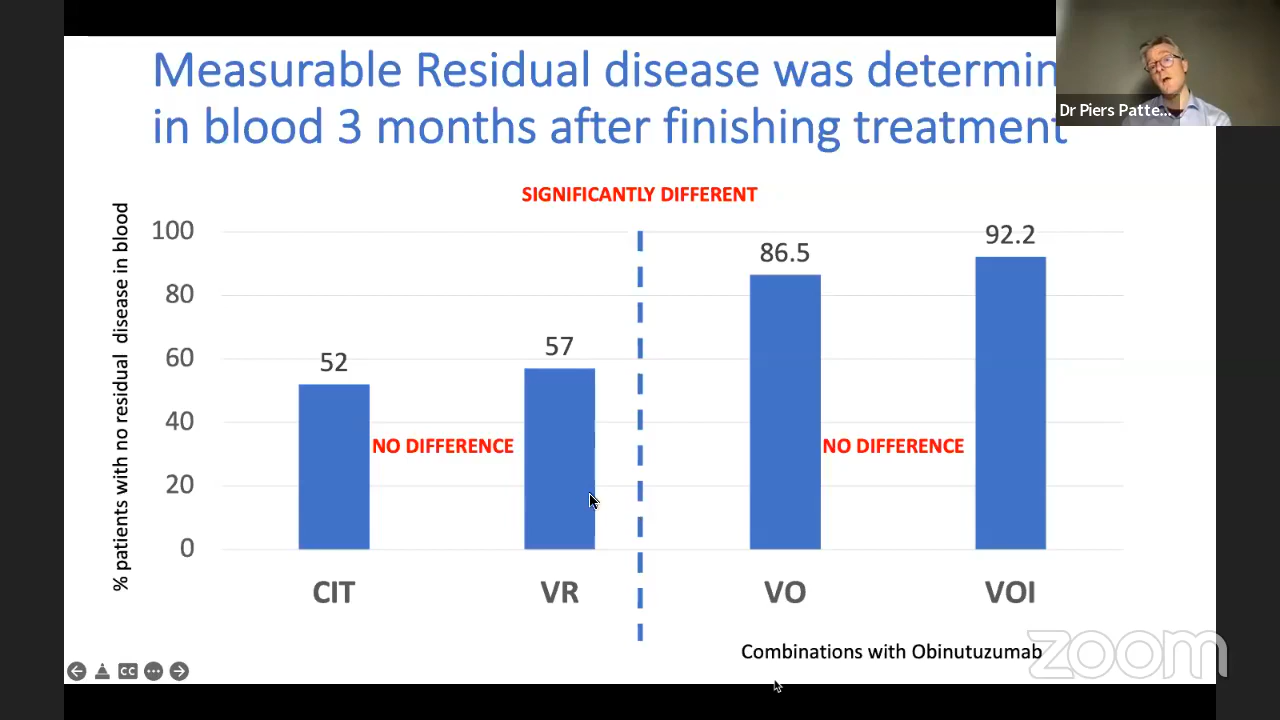 Measurable Residual disease was determin
in blood 3 months after finishing treatment
Dr Piers Patte...
SIGNIFICANTLY DIFFERENT
% patients with no residual disease in blood
100
80
60
40
20
0
52
57
86.5
92.2
NO DIFFERENCE
NO DIFFERENCE
CIT
VR
VO
VOI
Combinations with Obinutuzumab
zoom
CC